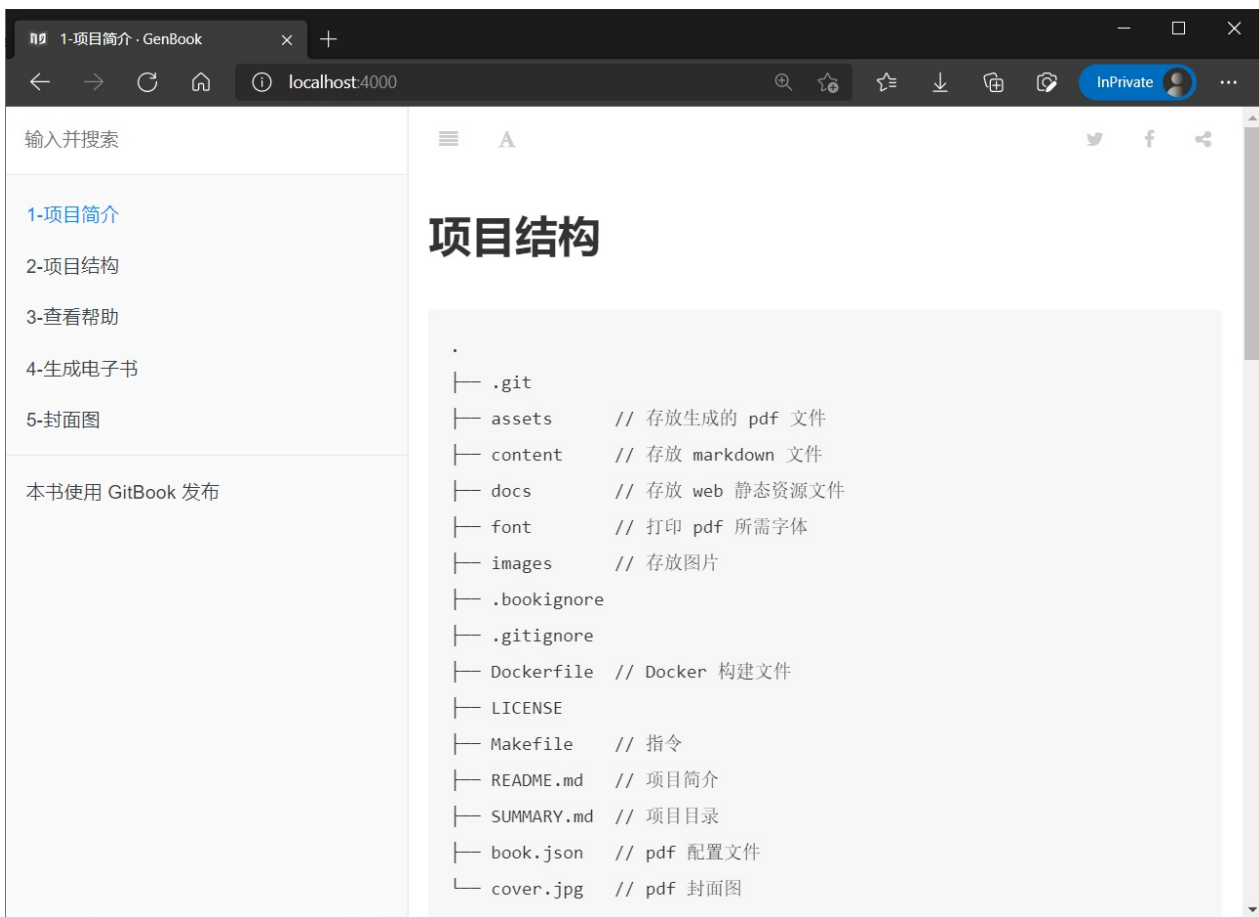 1-项目简介 · GenBook
localhost:4000
InPrivate
输入并搜索
A
1-项目简介
2-项目结构
3-查看帮助
4-生成电子书
5-封面图
本书使用 GitBook 发布
项目结构
.
├── .git
├── assets // 存放生成的 pdf 文件
├── content // 存放 markdown 文件
├── docs // 存放 web 静态资源文件
├── font // 打印 pdf 所需字体
├── images // 存放图片
├── .bookignore
├── .gitignore
├── Dockerfile // Docker 构建文件
├── LICENSE
├── Makefile // 指令
├── README.md // 项目简介
├── SUMMARY.md // 项目目录
├── book.json // pdf 配置文件
└── cover.jpg // pdf 封面图